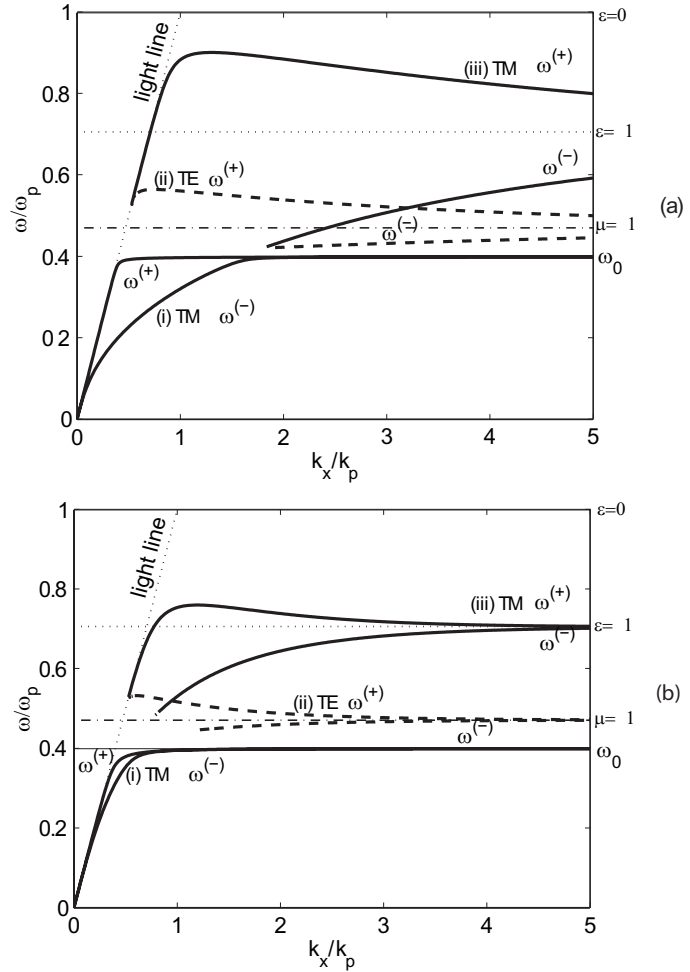 1
ε=0
light line
(iii) TM ω(+)
0.8
ε= 1
ω/ωp
0.6
(ii) TE ω(+)
ω(−)
(a)
μ= 1
ω(−)
0.4
ω0
ω(+)
(i) TM ω(−)
0.2
0
0 1 2 3 4 5
kx/kp
1
ε=0
light line
0.8
(iii) TM ω(+)
ε= 1
ω(−)
ω/ωp
0.6
(ii) TE ω(+)
(b)
μ= 1
ω(−)
0.4
ω0
ω(+)
(i) TM ω(−)
0.2
0
0 1 2 3 4 5
kx/kp